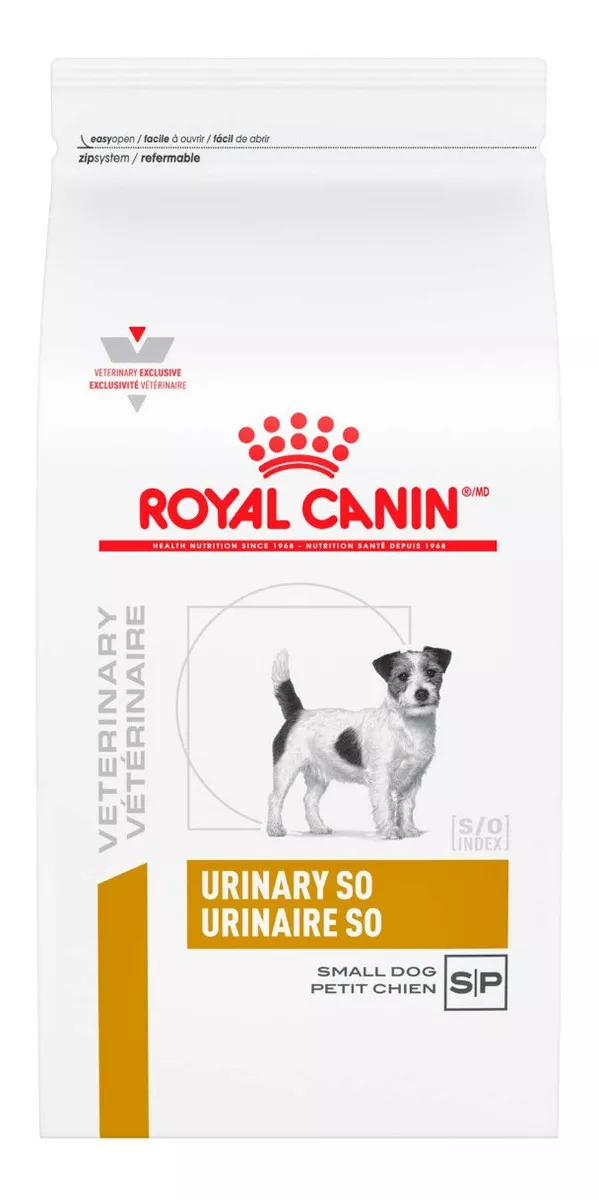 easyopen / facile à ouvrir / fácil de abrir
zipsystem / refermable
VETERINARY EXCLUSIVE
EXCLUSIVITÉ VÉTÉRINAIRE
ROYAL CANIN®/MD
HEALTH NUTRITION SINCE 1968 – NUTRITION SANTÉ DEPUIS 1968
VETERINARY
VÉTÉRINAIRE
[S/O
INDEX]
URINARY SO
URINAIRE SO
SMALL DOG
PETIT CHIEN
S|P